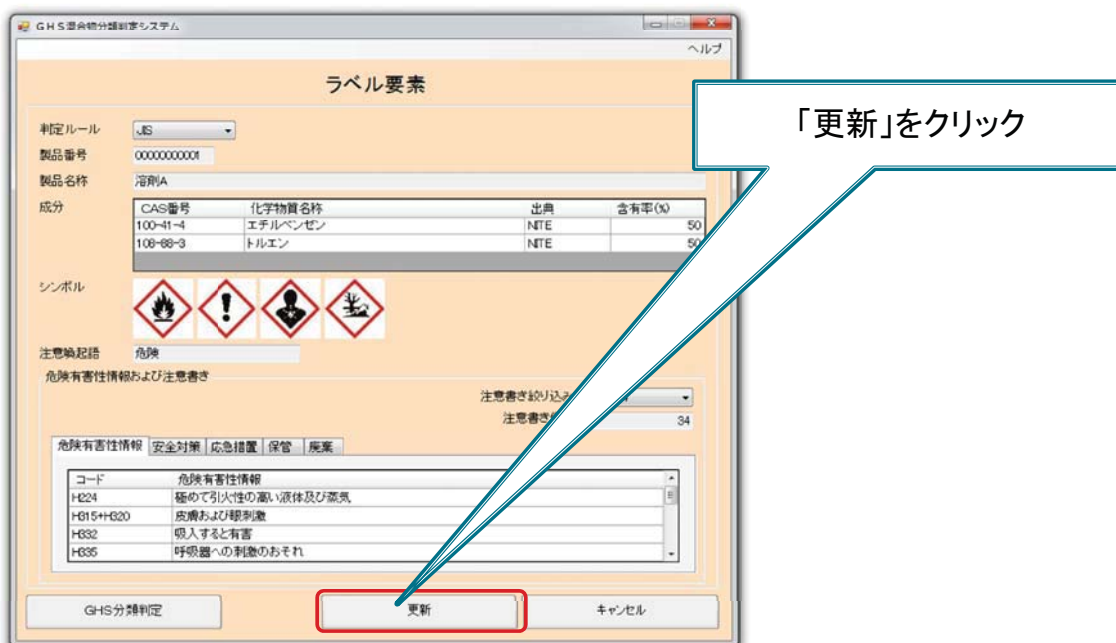 GHS混合物分類判定システム
ヘルプ
ラベル要素
「更新」をクリック
判定ルール JIS
製品番号 00000000001
製品名称 溶剤A
成分 CAS番号 化学物質名称 出典 含有率(%)
100-41-4 エチルベンゼン NITE 50
108-88-3 トルエン NITE 50
シンボル
注意喚起語 危険
危険有害性情報および注意書き
注意書き絞り込み
注意書き 34
危険有害性情報 安全対策 応急措置 保管 廃棄
コード 危険有害性情報
H224 極めて引火性の高い液体及び蒸気
H315+H320 皮膚および眼刺激
H332 吸入すると有害
H335 呼吸器への刺激のおそれ
GHS分類判定 更新 キャンセル